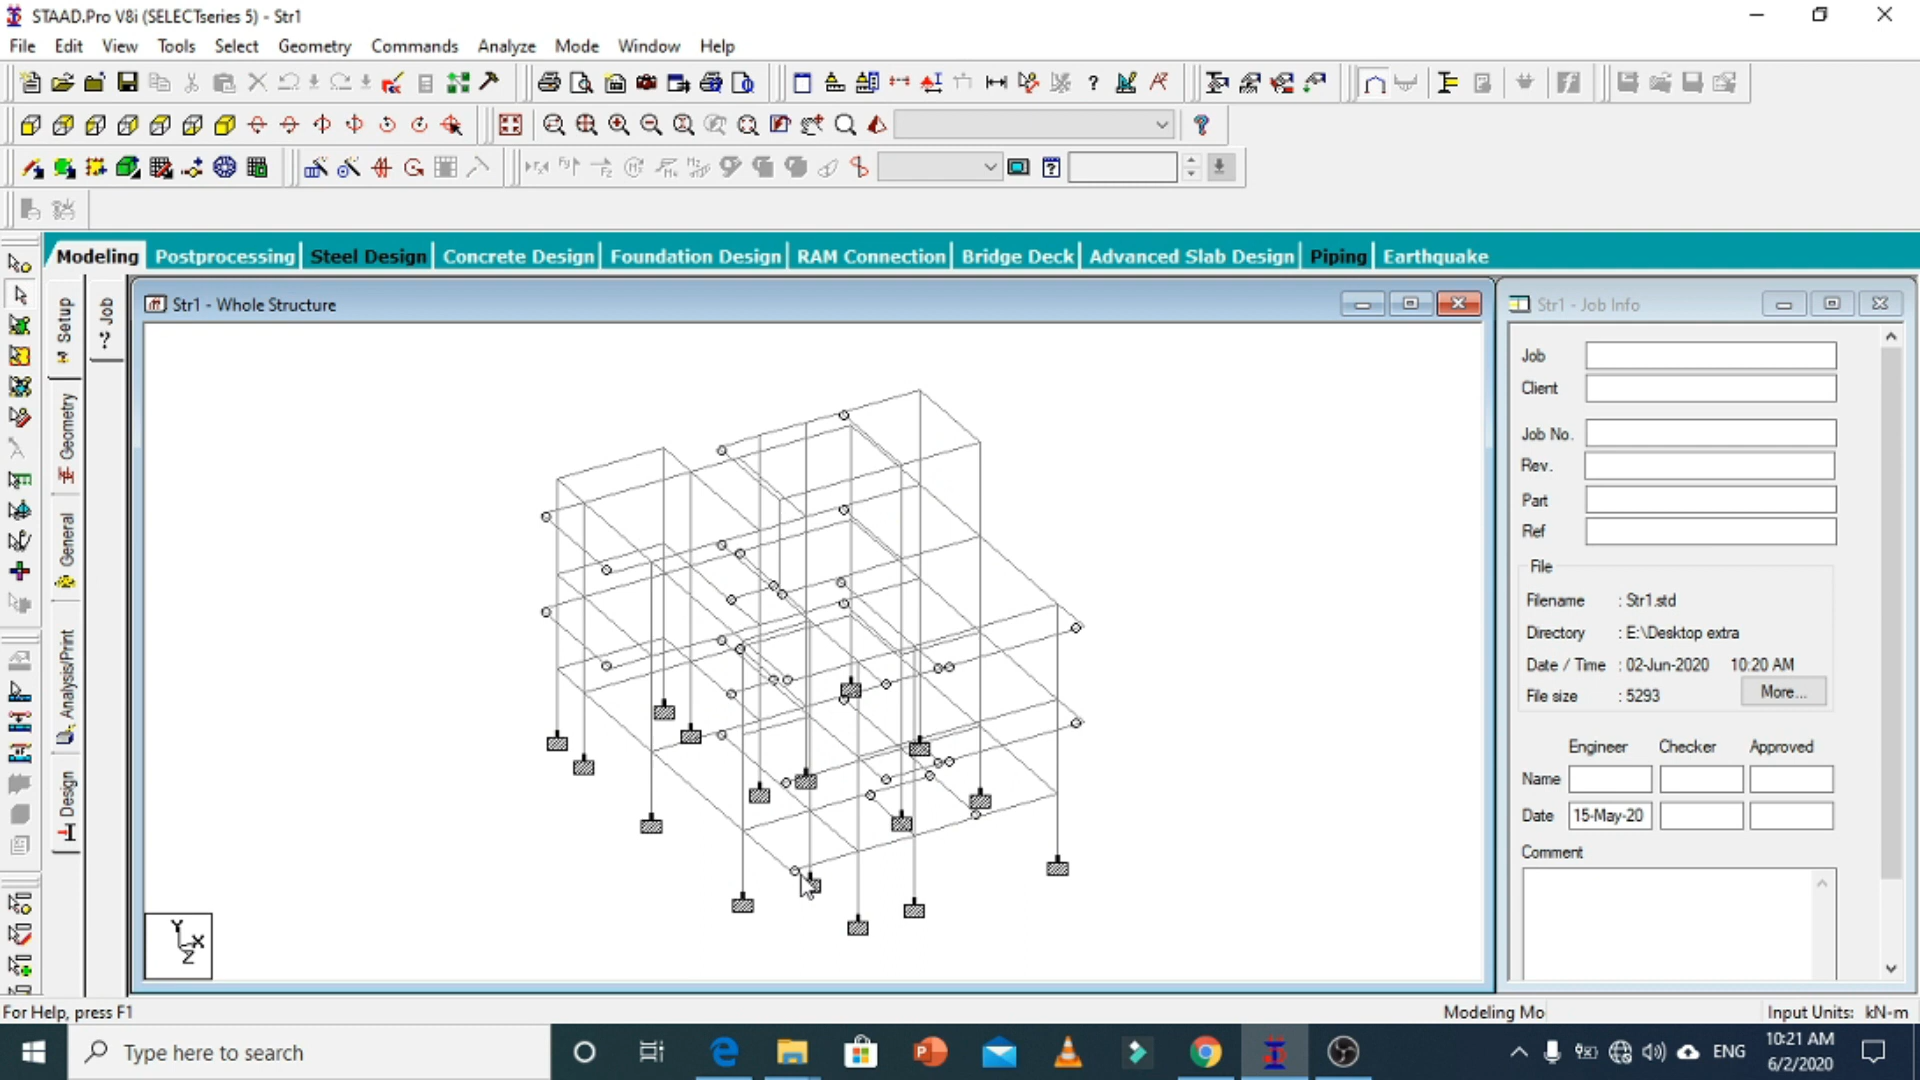 STAAD.Pro V8i (SELECTseries 5) - Str1
File Edit View Tools Select Geometry Commands Analyze Mode Window Help
Modeling Postprocessing Steel Design Concrete Design Foundation Design RAM Connection Bridge Deck Advanced Slab Design Piping Earthquake
Setup
Geometry
General
Analysis/Print
Design
? Job
Str1 - Whole Structure
Y
X
Z
Str1 - Job Info
Job
Client
Job No.
Rev.
Part
Ref
File
Filename : Str1.std
Directory : E:\Desktop extra
Date / Time : 02-Jun-2020 10:20 AM
File size : 5293
More...
Engineer Checker Approved
Name
Date 15-May-20
Comment
For Help, press F1
Modeling Mo
Input Units: kN-m
Type here to search
ENG
10:21 AM
6/2/2020